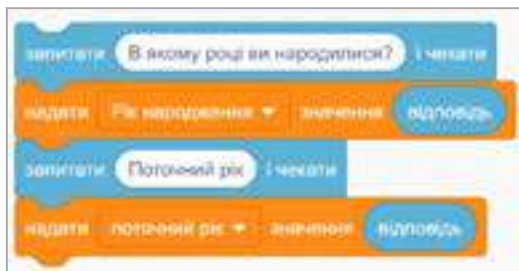 запитати В якому році ви народилися? і чекати
надати Рік народження значення відповідь
запитати Поточний рік і чекати
надати поточний рік значення відповідь